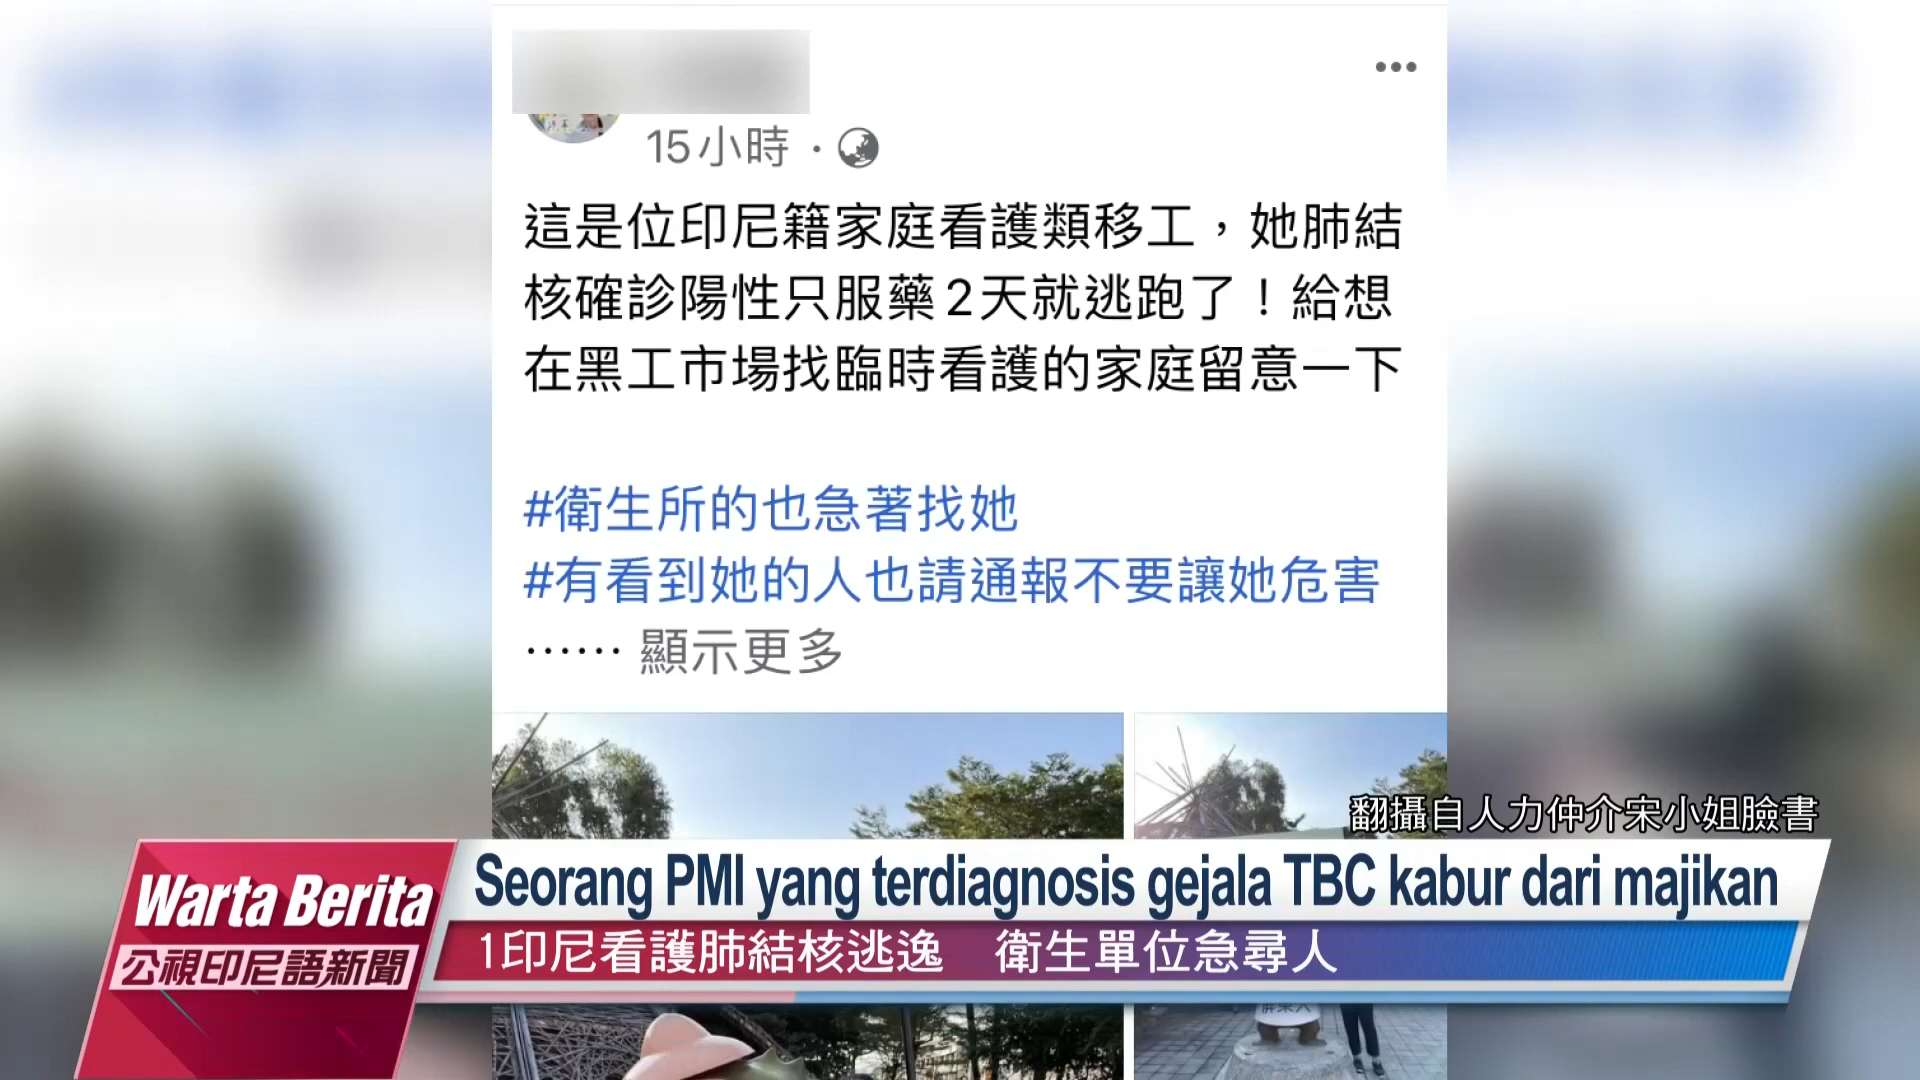 15小時 ·
這是位印尼籍家庭看護類移工，她肺結
核確診陽性只服藥2天就逃跑了！給想
在黑工市場找臨時看護的家庭留意一下
#衛生所的也急著找她
#有看到她的人也請通報不要讓她危害
…… 顯示更多
翻攝自人力仲介宋小姐臉書
Warta Berita
公視印尼語新聞
Seorang PMI yang terdiagnosis gejala TBC kabur dari majikan
1印尼看護肺結核逃逸 衛生單位急尋人